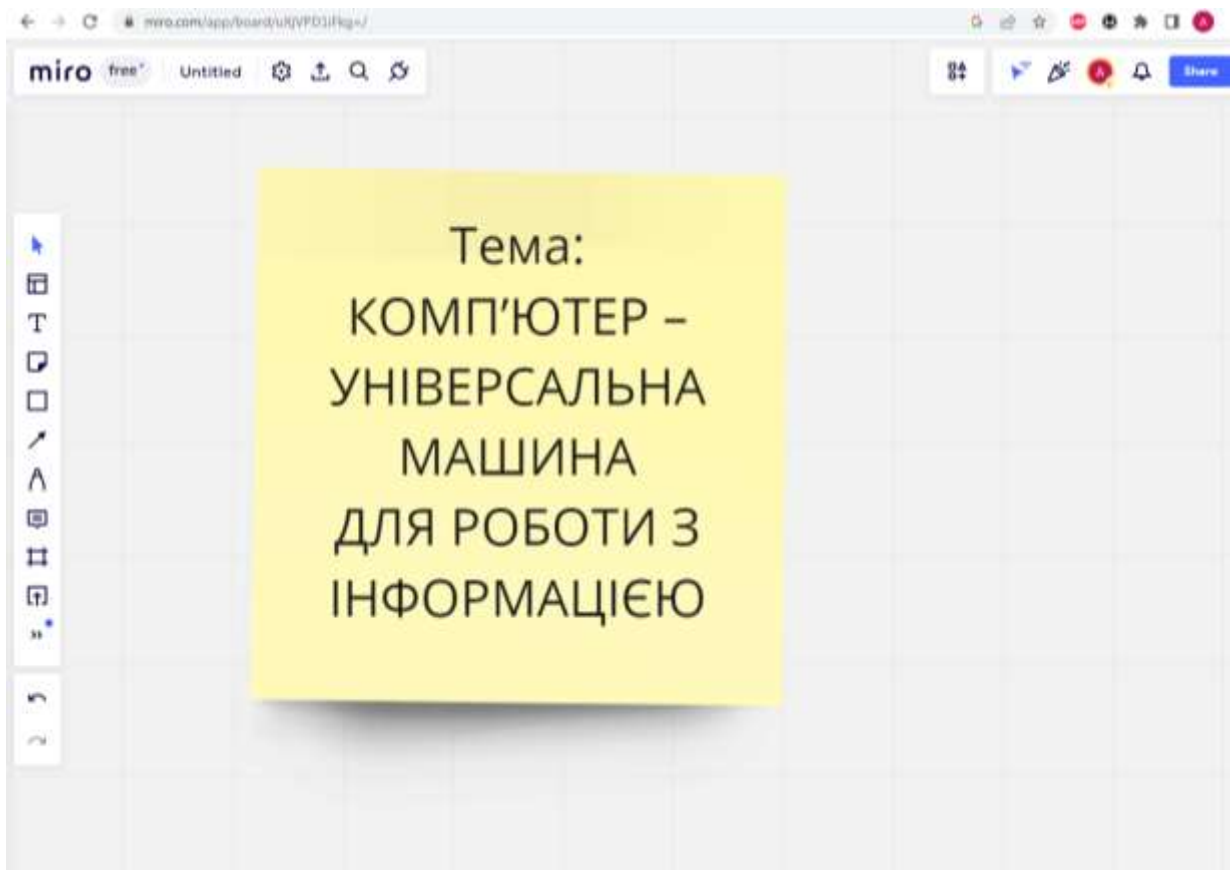 miro free Untitled Share
Тема:
КОМП’ЮТЕР –
УНІВЕРСАЛЬНА
МАШИНА
ДЛЯ РОБОТИ З
ІНФОРМАЦІЄЮ